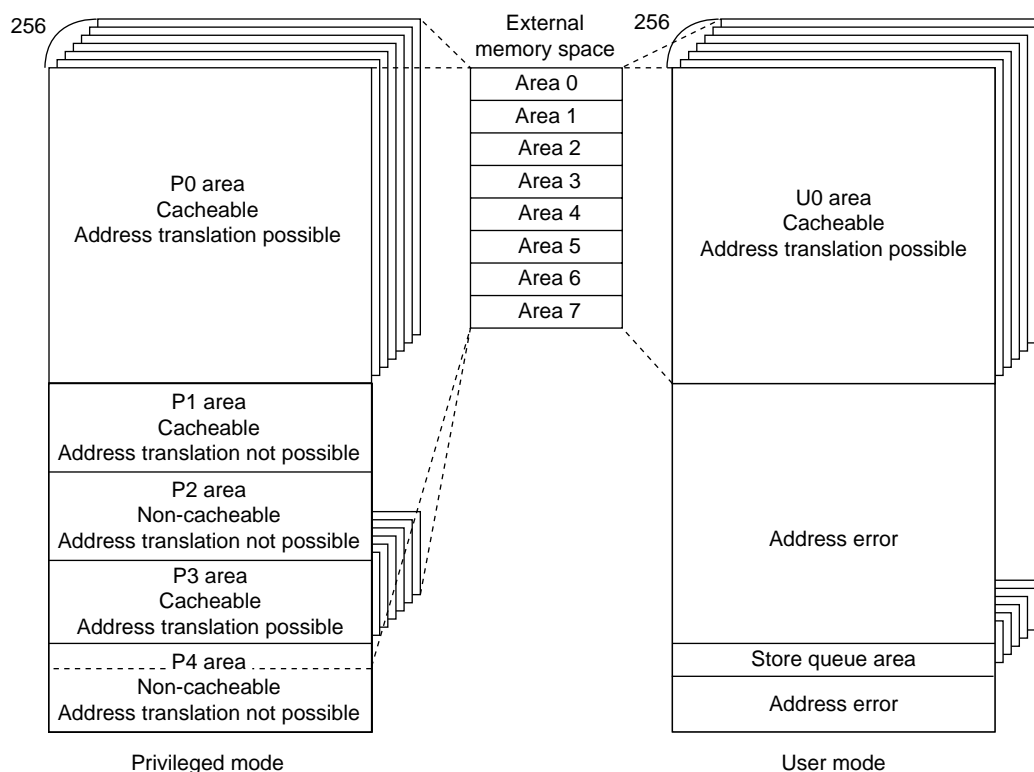 256
P0 area
Cacheable
Address translation possible
P1 area
Cacheable
Address translation not possible
P2 area
Non-cacheable
Address translation not possible
P3 area
Cacheable
Address translation possible
P4 area
Non-cacheable
Address translation not possible
Privileged mode
External
memory space
Area 0
Area 1
Area 2
Area 3
Area 4
Area 5
Area 6
Area 7
256
U0 area
Cacheable
Address translation possible
Address error
Store queue area
Address error
User mode